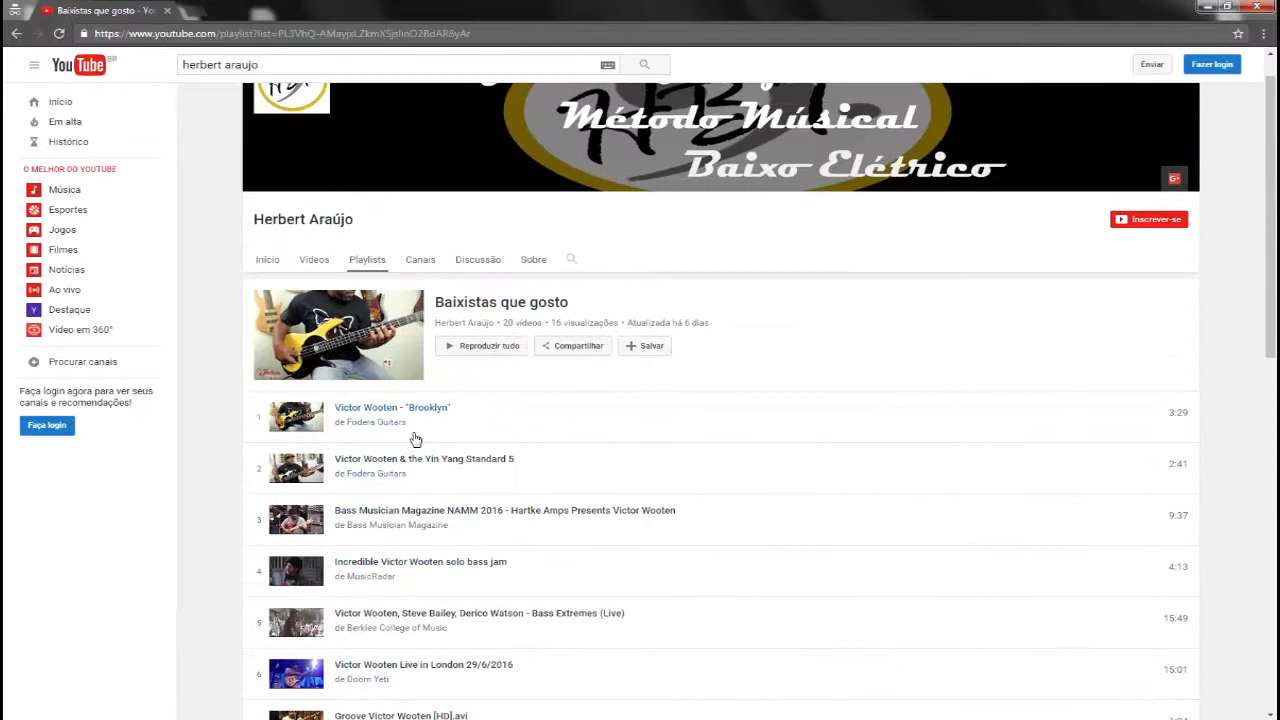 Baixistas que gosto - Yo
https://www.youtube.com/playlist?list=PL3VhQ-AMayjxLZkmXSjsIinO2BdAR8yAr
YouTube BR
herbert araujo
Enviar
Fazer login
Início
Em alta
Histórico
O MELHOR DO YOUTUBE
Música
Esportes
Jogos
Filmes
Notícias
Ao vivo
Destaque
Vídeo em 360°
Procurar canais
Faça login agora para ver seus
canais e recomendações!
Faça login
Método Músical
Baixo Elétrico
G+
Herbert Araújo
Inscrever-se
Início Vídeos Playlists Canais Discussão Sobre
Baixistas que gosto
Herbert Araújo • 20 vídeos • 16 visualizações • Atualizada há 6 dias
Reproduzir tudo Compartilhar Salvar
1 Victor Wooten - "Brooklyn" 3:29
de Fodera Guitars
2 Victor Wooten & the Yin Yang Standard 5 2:41
de Fodera Guitars
3 Bass Musician Magazine NAMM 2016 - Hartke Amps Presents Victor Wooten 9:37
de Bass Musician Magazine
4 Incredible Victor Wooten solo bass jam 4:13
de MusicRadar
5 Victor Wooten, Steve Bailey, Derico Watson - Bass Extremes (Live) 15:49
de Berklee College of Music
6 Victor Wooten Live in London 29/6/2016 15:01
de Doom Yeti
Groove Victor Wooten [HD].avi